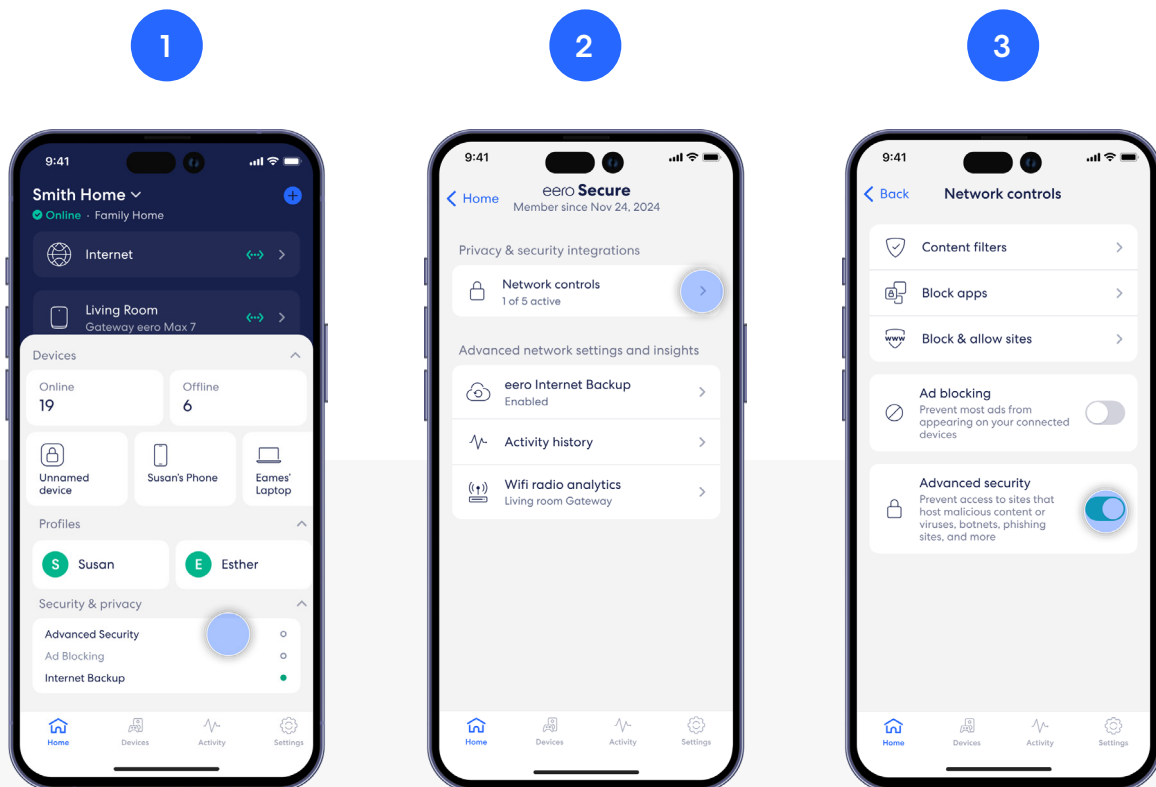 1
2
3
9:41
Smith Home
Online · Family Home
Internet
Living Room
Gateway eero Max 7
Devices
Online
19
Offline
6
Unnamed
device
Susan's Phone
Eames'
Laptop
Profiles
S Susan
E Esther
Security & privacy
Advanced Security
Ad Blocking
Internet Backup
Home
Devices
Activity
Settings
9:41
Home
eero Secure
Member since Nov 24, 2024
Privacy & security integrations
Network controls
1 of 5 active
Advanced network settings and insights
eero Internet Backup
Enabled
Activity history
Wifi radio analytics
Living room Gateway
Home
Devices
Activity
Settings
9:41
Back
Network controls
Content filters
Block apps
www
Block & allow sites
Ad blocking
Prevent most ads from
appearing on your connected
devices
Advanced security
Prevent access to sites that
host malicious content or
viruses, botnets, phishing
sites, and more
Home
Devices
Activity
Settings